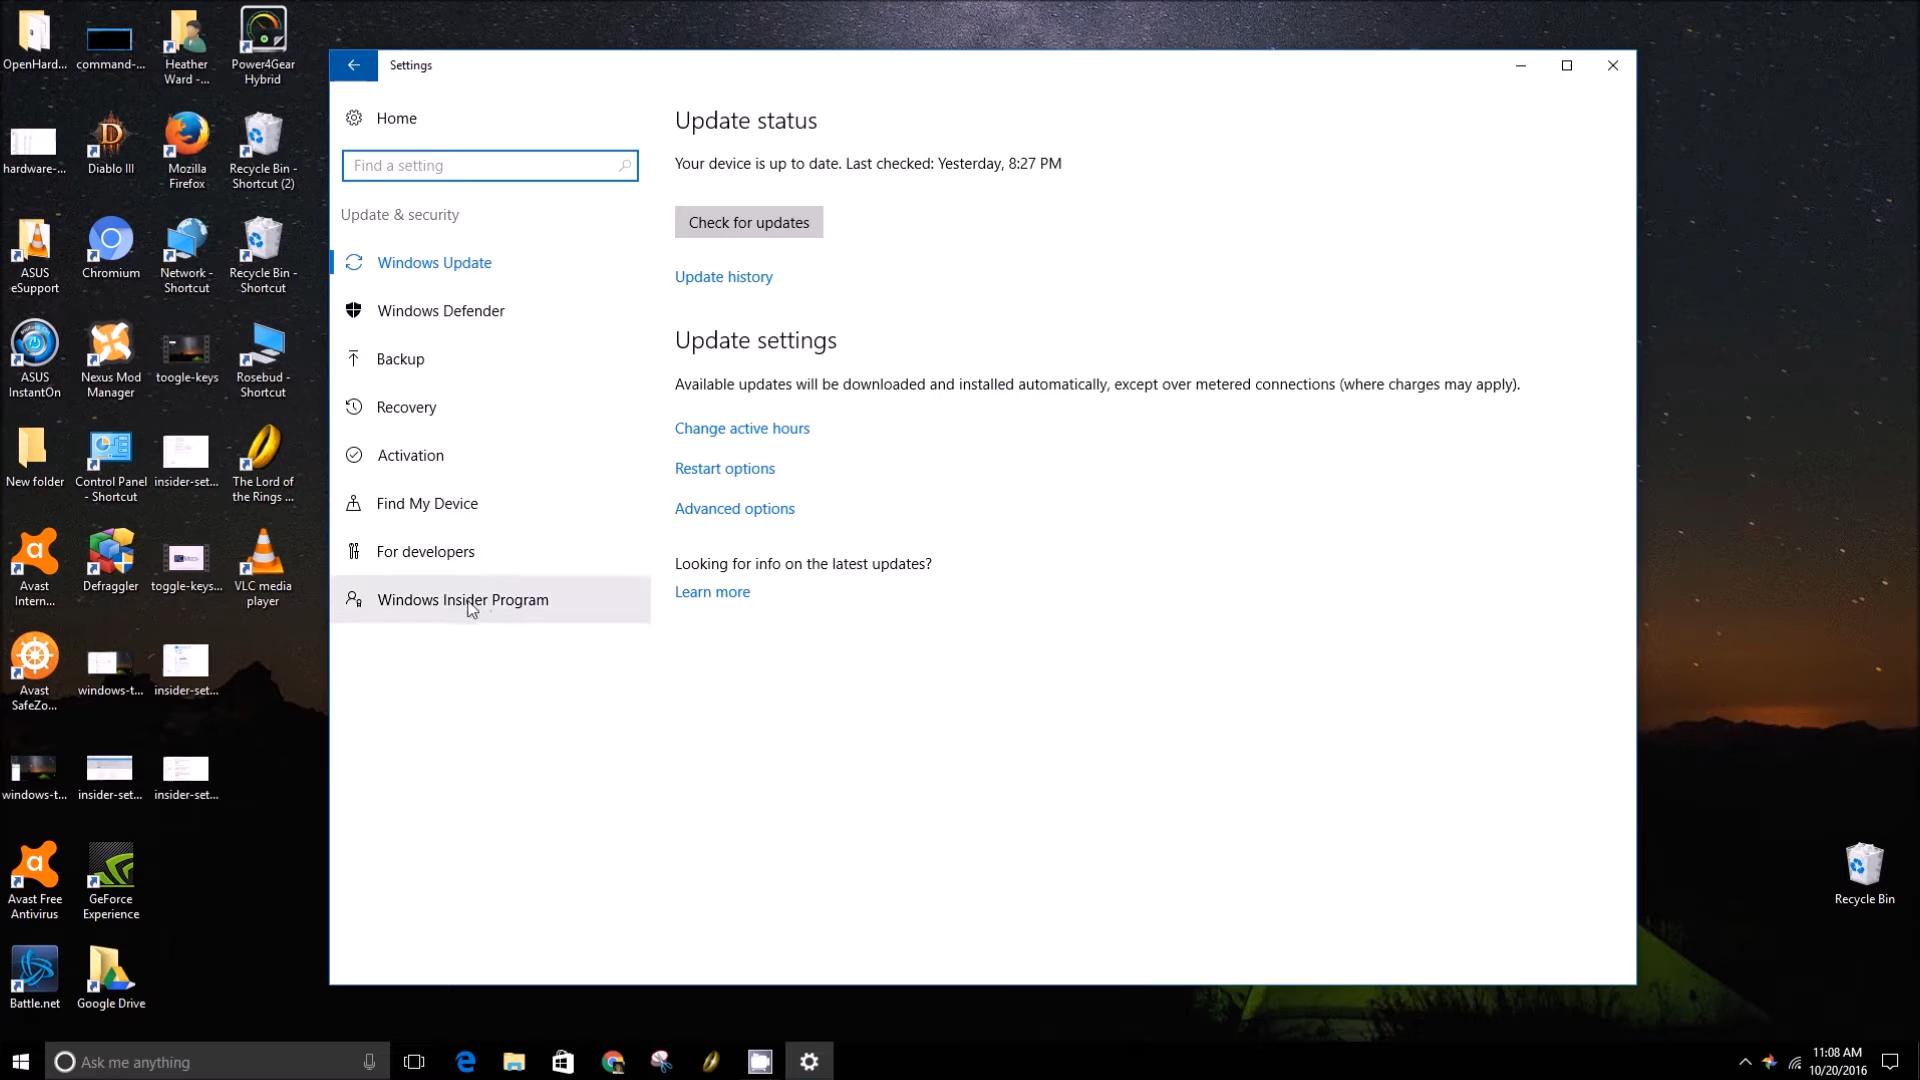 OpenHard...
command-...
Heather
Ward -...
Power4Gear
Hybrid
hardware-...
Diablo III
Mozilla
Firefox
Recycle Bin -
Shortcut (2)
ASUS
eSupport
Chromium
Network -
Shortcut
Recycle Bin -
Shortcut
ASUS
InstantOn
Nexus Mod
Manager
toogle-keys
Rosebud -
Shortcut
New folder
Control Panel
- Shortcut
insider-set...
The Lord of
the Rings ...
Avast
Intern...
Defraggler
toggle-keys...
VLC media
player
Avast
SafeZo...
windows-t...
insider-set...
windows-t...
insider-set...
insider-set...
Avast Free
Antivirus
GeForce
Experience
Battle.net
Google Drive
Settings
Home
Find a setting
Update & security
Windows Update
Windows Defender
Backup
Recovery
Activation
Find My Device
For developers
Windows Insider Program
Update status
Your device is up to date. Last checked: Yesterday, 8:27 PM
Check for updates
Update history
Update settings
Available updates will be downloaded and installed automatically, except over metered connections (where charges may apply).
Change active hours
Restart options
Advanced options
Looking for info on the latest updates?
Learn more
Recycle Bin
Ask me anything
11:08 AM
10/20/2016